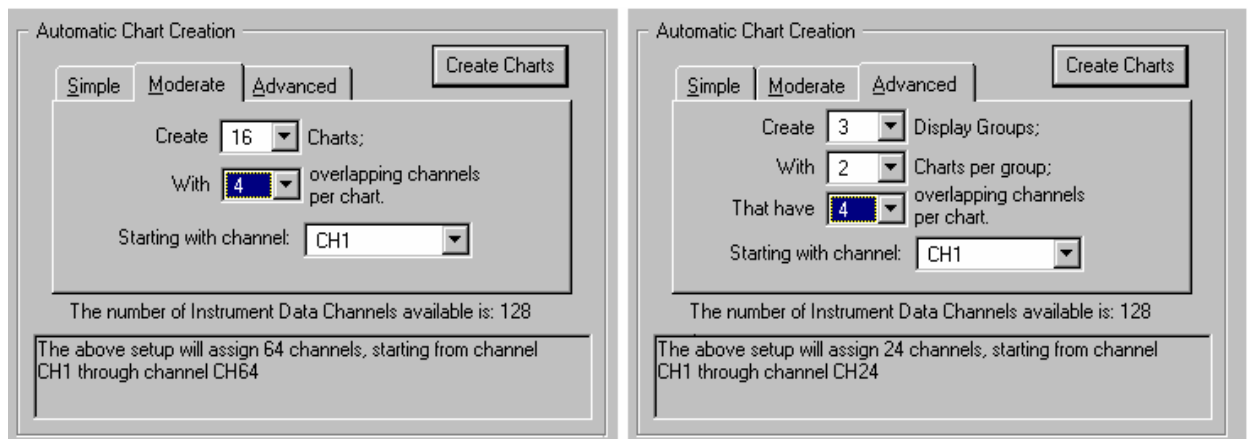 Automatic Chart Creation
Create Charts
Simple Moderate Advanced
Create 16 Charts;
With 4 overlapping channels
per chart.
Starting with channel: CH1
The number of Instrument Data Channels available is: 128
The above setup will assign 64 channels, starting from channel
CH1 through channel CH64
Automatic Chart Creation
Create Charts
Simple Moderate Advanced
Create 3 Display Groups;
With 2 Charts per group;
That have 4 overlapping channels
per chart.
Starting with channel: CH1
The number of Instrument Data Channels available is: 128
The above setup will assign 24 channels, starting from channel
CH1 through channel CH24